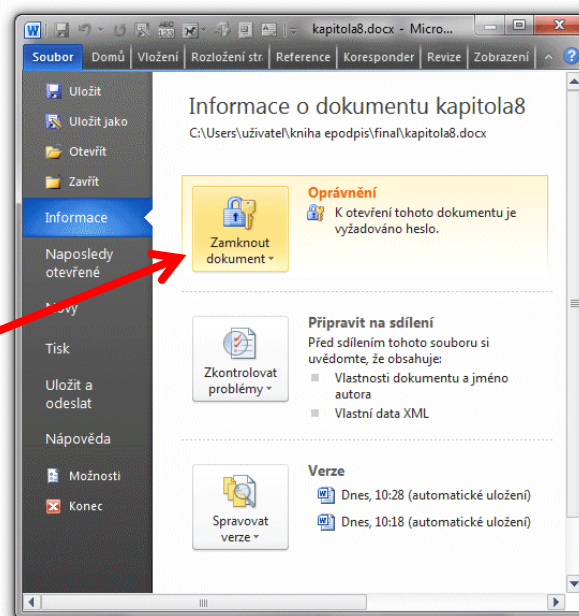 kapitola8.docx - Micro...
Soubor Domů Vložení Rozložení str Reference Koresponder Revize Zobrazení
Uložit
Uložit jako
Otevřít
Zavřít
Informace
Naposledy
otevřené
Nový
Tisk
Uložit a
odeslat
Nápověda
Možnosti
Konec
Informace o dokumentu kapitola8
C:\Users\uživatel\kniha epodpis\final\kapitola8.docx
Zamknout
dokument
Oprávnění
K otevření tohoto dokumentu je
vyžadováno heslo.
Zkontrolovat
problémy
Připravit na sdílení
Před sdílením tohoto souboru si
uvědomte, že obsahuje:
Vlastnosti dokumentu a jméno
autora
Vlastní data XML
Spravovat
verze
Verze
Dnes, 10:28 (automatické uložení)
Dnes, 10:18 (automatické uložení)